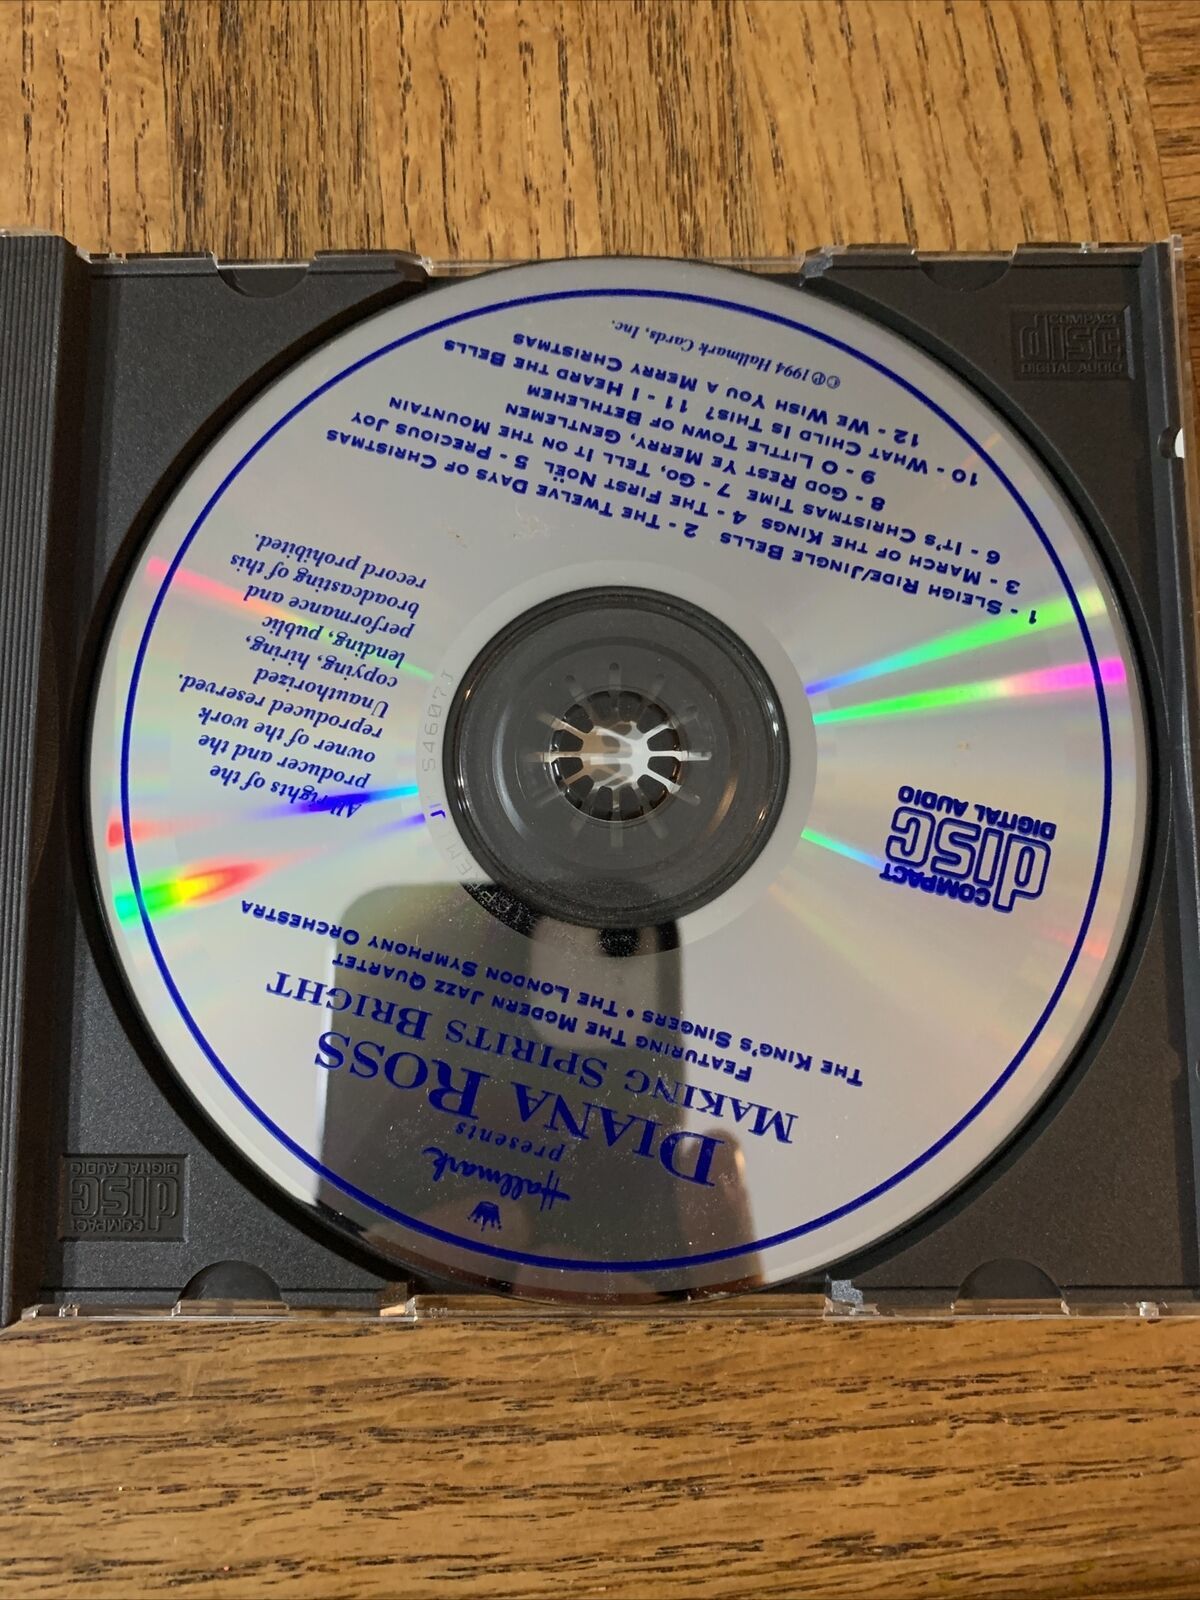 Hallmark
presents
DIANA ROSS
MAKING SPIRITS BRIGHT
FEATURING THE MODERN JAZZ QUARTET
THE KING'S SINGERS • THE LONDON SYMPHONY ORCHESTRA
COMPACT
disc
DIGITAL AUDIO
All rights of the
producer and the
owner of the work
reproduced reserved.
Unauthorized
copying, hiring,
lending, public
performance and
broadcasting of this
record prohibited.
1 - SLEIGH RIDE/JINGLE BELLS 2 - THE TWELVE DAYS OF CHRISTMAS
3 - MARCH OF THE KINGS 4 - THE FIRST NOËL 5 - PRECIOUS JOY
6 - IT'S CHRISTMAS TIME 7 - GO, TELL IT ON THE MOUNTAIN
8 - GOD REST YE MERRY, GENTLEMEN
9 - O LITTLE TOWN OF BETHLEHEM
10 - WHAT CHILD IS THIS? 11 - I HEARD THE BELLS
12 - WE WISH YOU A MERRY CHRISTMAS
©℗ 1994 Hallmark Cards, Inc.
S4607J
COMPACT
disc
DIGITAL AUDIO
COMPACT
disc
DIGITAL AUDIO